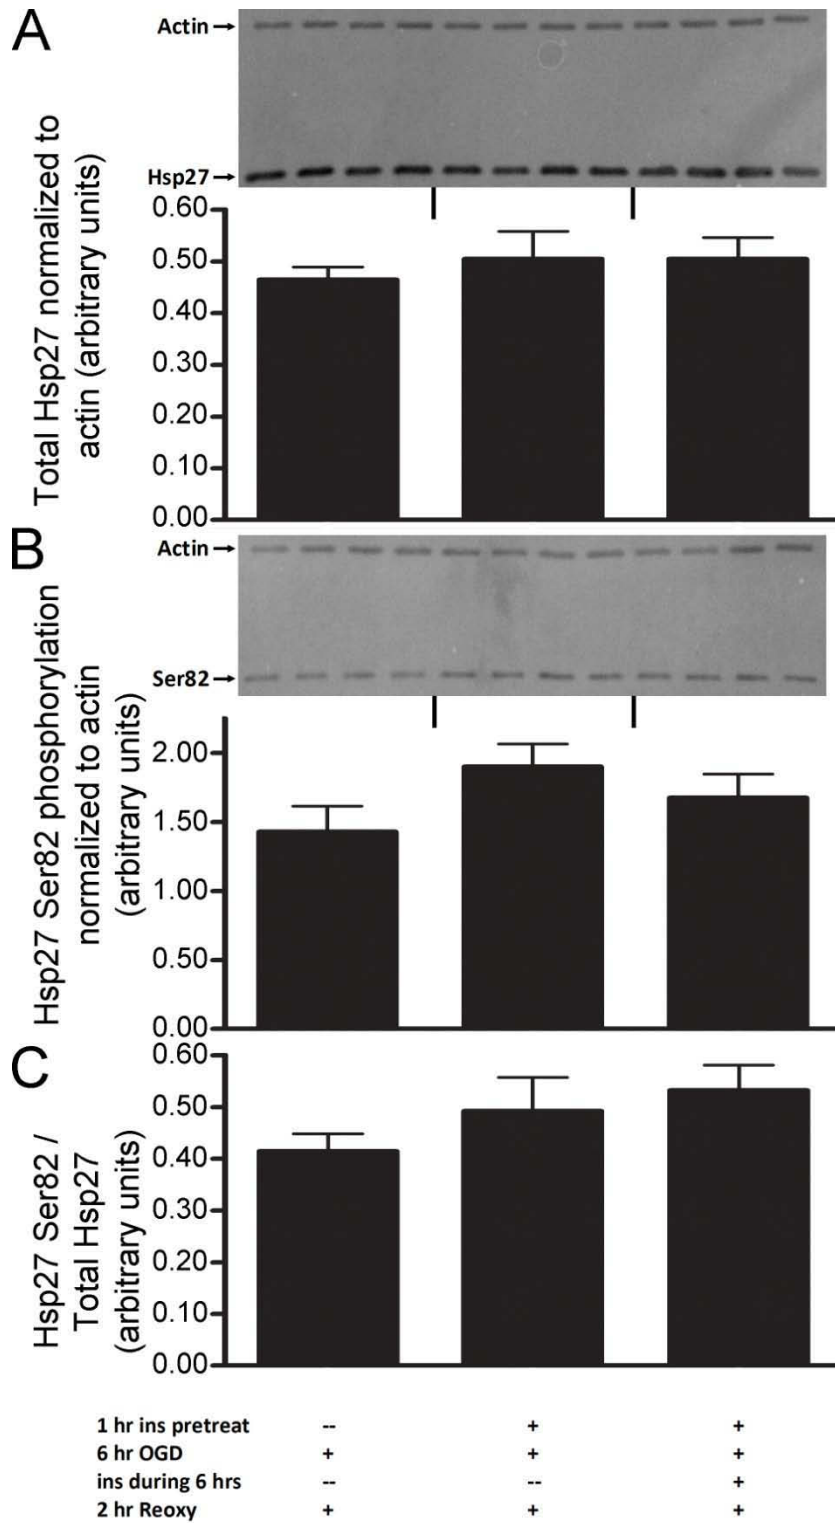 A
Actin→
Hsp27→
Total Hsp27 normalized to
actin (arbitrary units)
0.60
0.50
0.40
0.30
0.20
0.10
0.00
B
Actin→
Ser82→
Hsp27 Ser82 phosphorylation
normalized to actin
(arbitrary units)
2.00
1.50
1.00
0.50
0.00
C
Hsp27 Ser82 /
Total Hsp27
(arbitrary units)
0.60
0.50
0.40
0.30
0.20
0.10
0.00
1 hr ins pretreat -- + +
6 hr OGD + + +
ins during 6 hrs -- -- +
2 hr Reoxy + + +